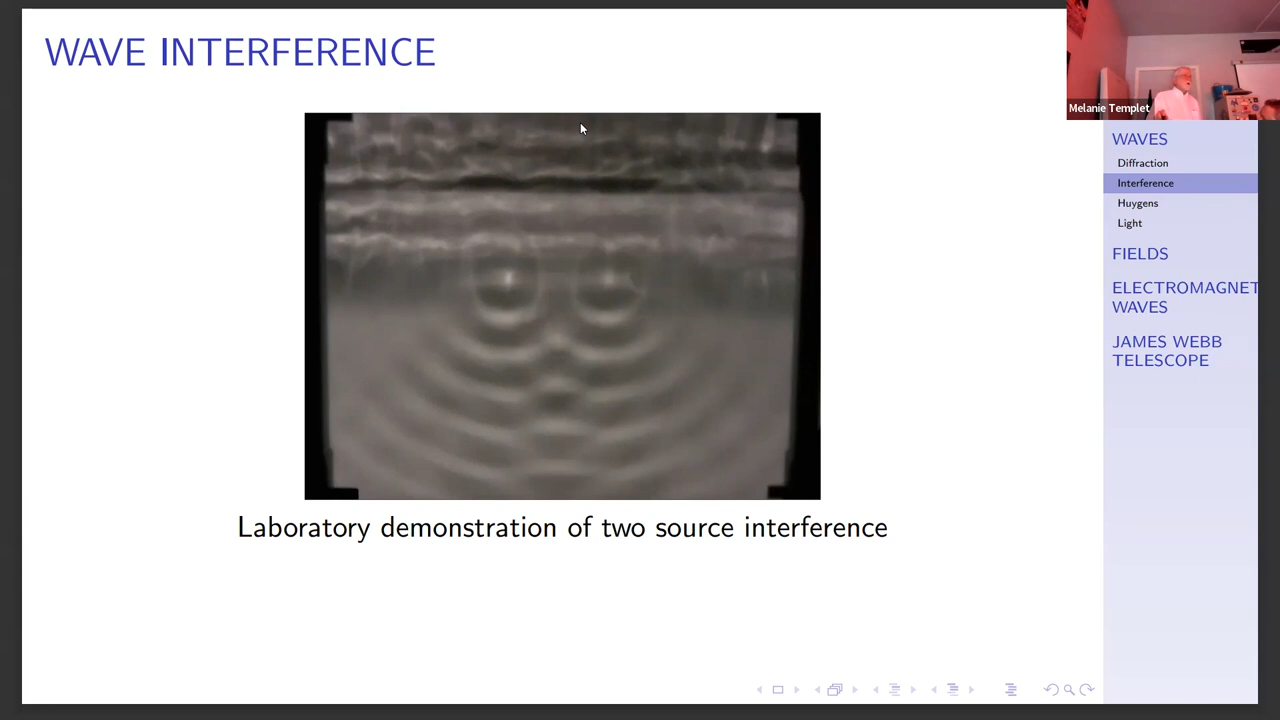 WAVE INTERFERENCE
Laboratory demonstration of two source interference
Melanie Templet
WAVES
Diffraction
Interference
Huygens
Light
FIELDS
ELECTROMAGNET
WAVES
JAMES WEBB
TELESCOPE